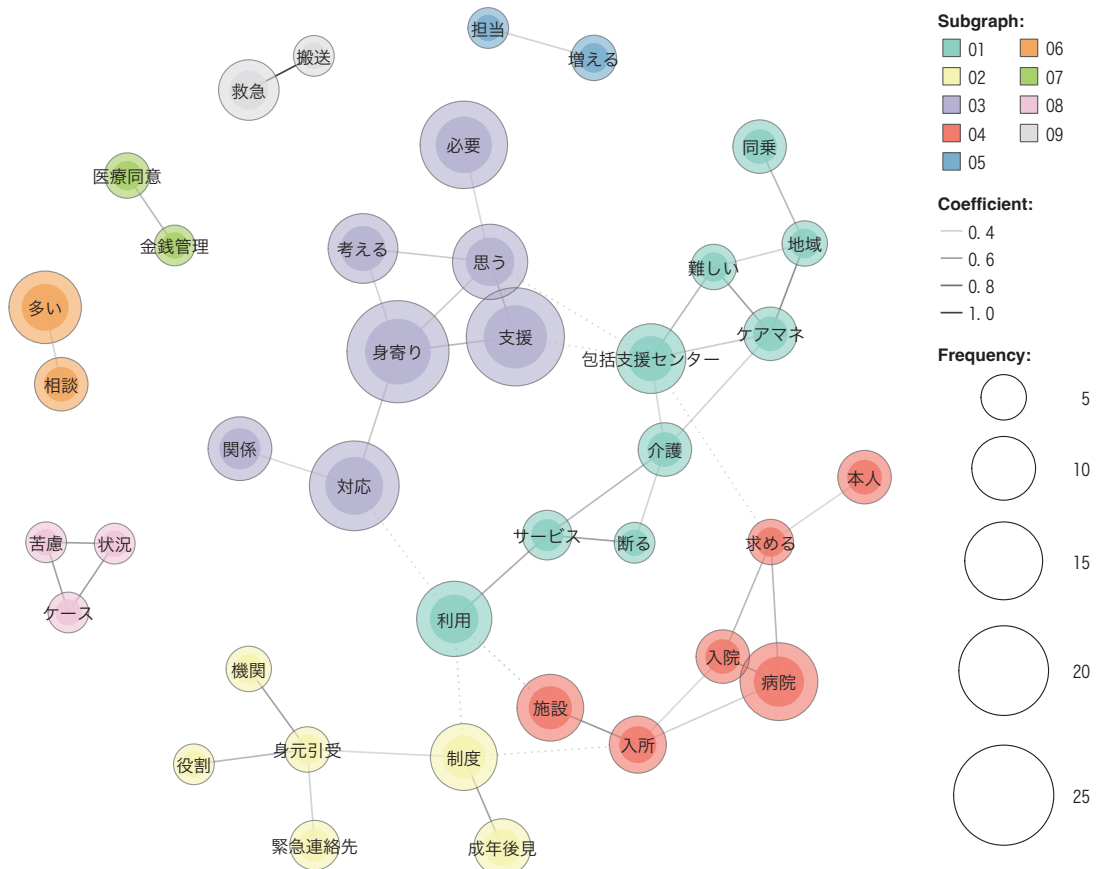 担当
増える
搬送
救急
必要
同乗
医療同意
金銭管理
考える
思う
地域
難しい
多い
身寄り
支援
ケアマネ
包括支援センター
相談
関係
対応
介護
本人
サービス
断る
求める
苦慮
状況
ケース
利用
入院
病院
機関
施設
入所
身元引受
役割
制度
緊急連絡先
成年後見
Subgraph:
01
02
03
04
05
06
07
08
09
Coefficient:
0.4
0.6
0.8
1.0
Frequency:
5
10
15
20
25